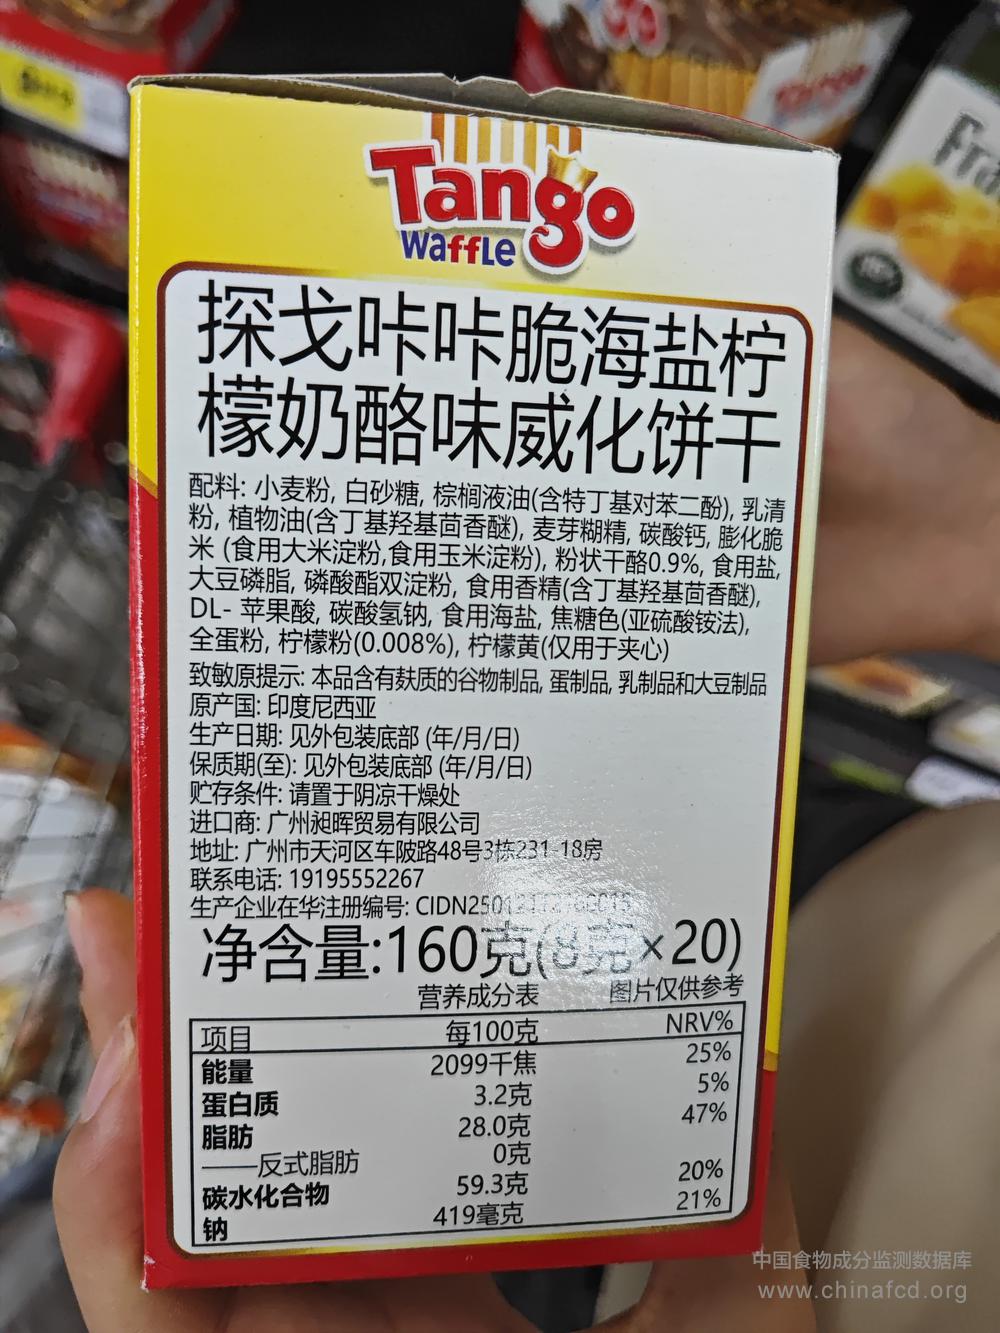 Tango
Waffle
探戈咔咔脆海盐柠
檬奶酪味威化饼干
配料: 小麦粉, 白砂糖, 棕榈液油(含特丁基对苯二酚), 乳清
粉, 植物油(含丁基羟基茴香醚), 麦芽糊精, 碳酸钙, 膨化脆
米 (食用大米淀粉,食用玉米淀粉), 粉状干酪0.9%, 食用盐,
大豆磷脂, 磷酸酯双淀粉, 食用香精(含丁基羟基茴香醚),
DL- 苹果酸, 碳酸氢钠, 食用海盐, 焦糖色(亚硫酸铵法),
全蛋粉, 柠檬粉(0.008%), 柠檬黄(仅用于夹心)
致敏原提示: 本品含有麸质的谷物制品, 蛋制品, 乳制品和大豆制品
原产国: 印度尼西亚
生产日期: 见外包装底部 (年/月/日)
保质期(至): 见外包装底部 (年/月/日)
贮存条件: 请置于阴凉干燥处
进口商: 广州昶晖贸易有限公司
地址: 广州市天河区车陂路48号3栋231-18房
联系电话: 19195552267
生产企业在华注册编号:
净含量:160克(8克×20)
营养成分表 图片仅供参考
项目 每100克 NRV%
能量 2099千焦 25%
蛋白质 3.2克 5%
脂肪 28.0克 47%
——反式脂肪 0克
碳水化合物 59.3克 20%
钠 419毫克 21%
Tango
中国食物成分监测数据库
www.chinafcd.org